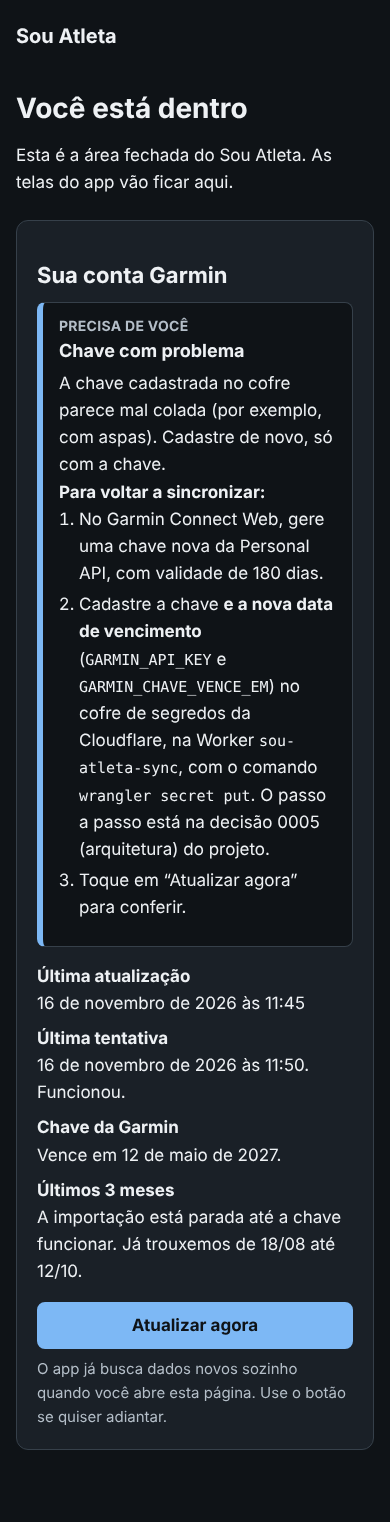 Sou Atleta
Você está dentro
Esta é a área fechada do Sou Atleta. As
telas do app vão ficar aqui.
Sua conta Garmin
PRECISA DE VOCÊ
Chave com problema
A chave cadastrada no cofre
parece mal colada (por exemplo,
com aspas). Cadastre de novo, só
com a chave.
Para voltar a sincronizar:
1. No Garmin Connect Web, gere
uma chave nova da Personal
API, com validade de 180 dias.
2. Cadastre a chave e a nova data
de vencimento
(GARMIN_API_KEY e
GARMIN_CHAVE_VENCE_EM) no
cofre de segredos da
Cloudflare, na Worker sou-
atleta-sync, com o comando
wrangler secret put. O passo
a passo está na decisão 0005
(arquitetura) do projeto.
3. Toque em “Atualizar agora”
para conferir.
Última atualização
16 de novembro de 2026 às 11:45
Última tentativa
16 de novembro de 2026 às 11:50.
Funcionou.
Chave da Garmin
Vence em 12 de maio de 2027.
Últimos 3 meses
A importação está parada até a chave
funcionar. Já trouxemos de 18/08 até
12/10.
Atualizar agora
O app já busca dados novos sozinho
quando você abre esta página. Use o botão
se quiser adiantar.